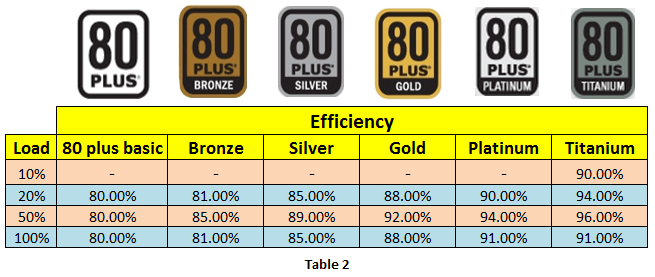 80 PLUS® 80 PLUS® BRONZE 80 PLUS® SILVER 80 PLUS® GOLD 80 PLUS® PLATINUM 80 PLUS® TITANIUM
Efficiency
Load 80 plus basic Bronze Silver Gold Platinum Titanium
10% - - - - - 90.00%
20% 80.00% 81.00% 85.00% 88.00% 90.00% 94.00%
50% 80.00% 85.00% 89.00% 92.00% 94.00% 96.00%
100% 80.00% 81.00% 85.00% 88.00% 91.00% 91.00%
Table 2